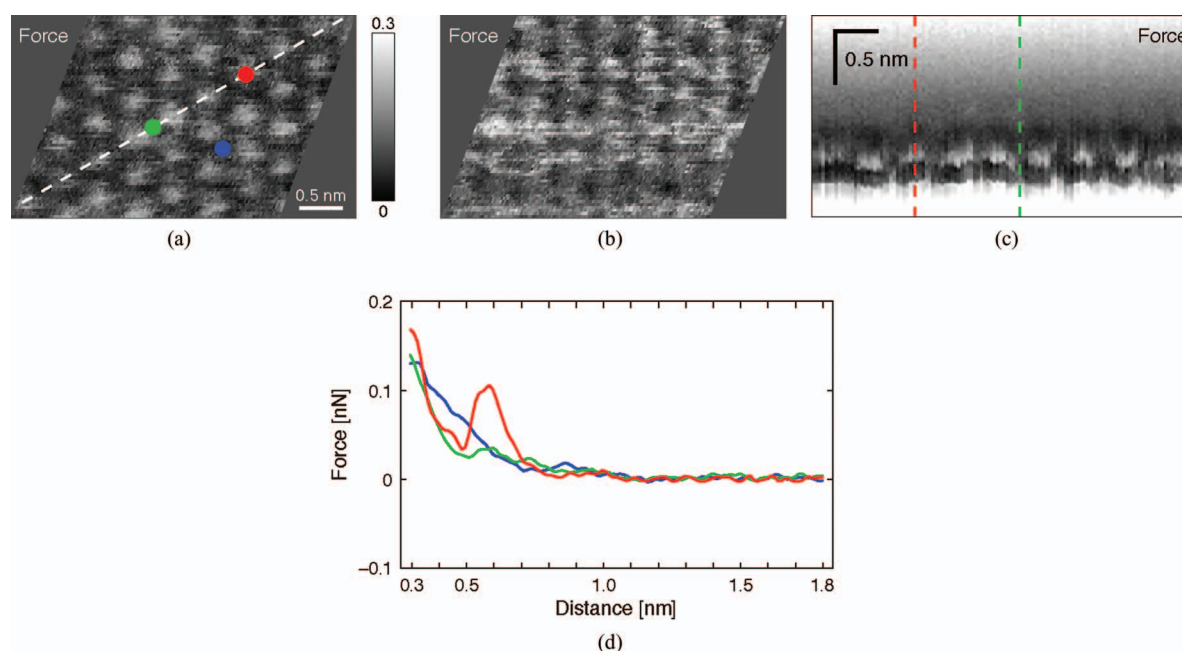 Force
0.5 nm
0.3
0
(a)
Force
(b)
0.5 nm
Force
(c)
0.2
0.1
0
–0.1
Force [nN]
0.3
0.5
1.0
1.5
1.8
Distance [nm]
(d)